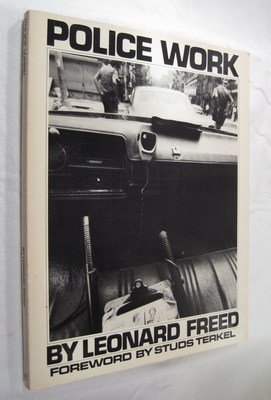 POLICE WORK
BY LEONARD FREED
FOREWORD BY STUDS TERKEL